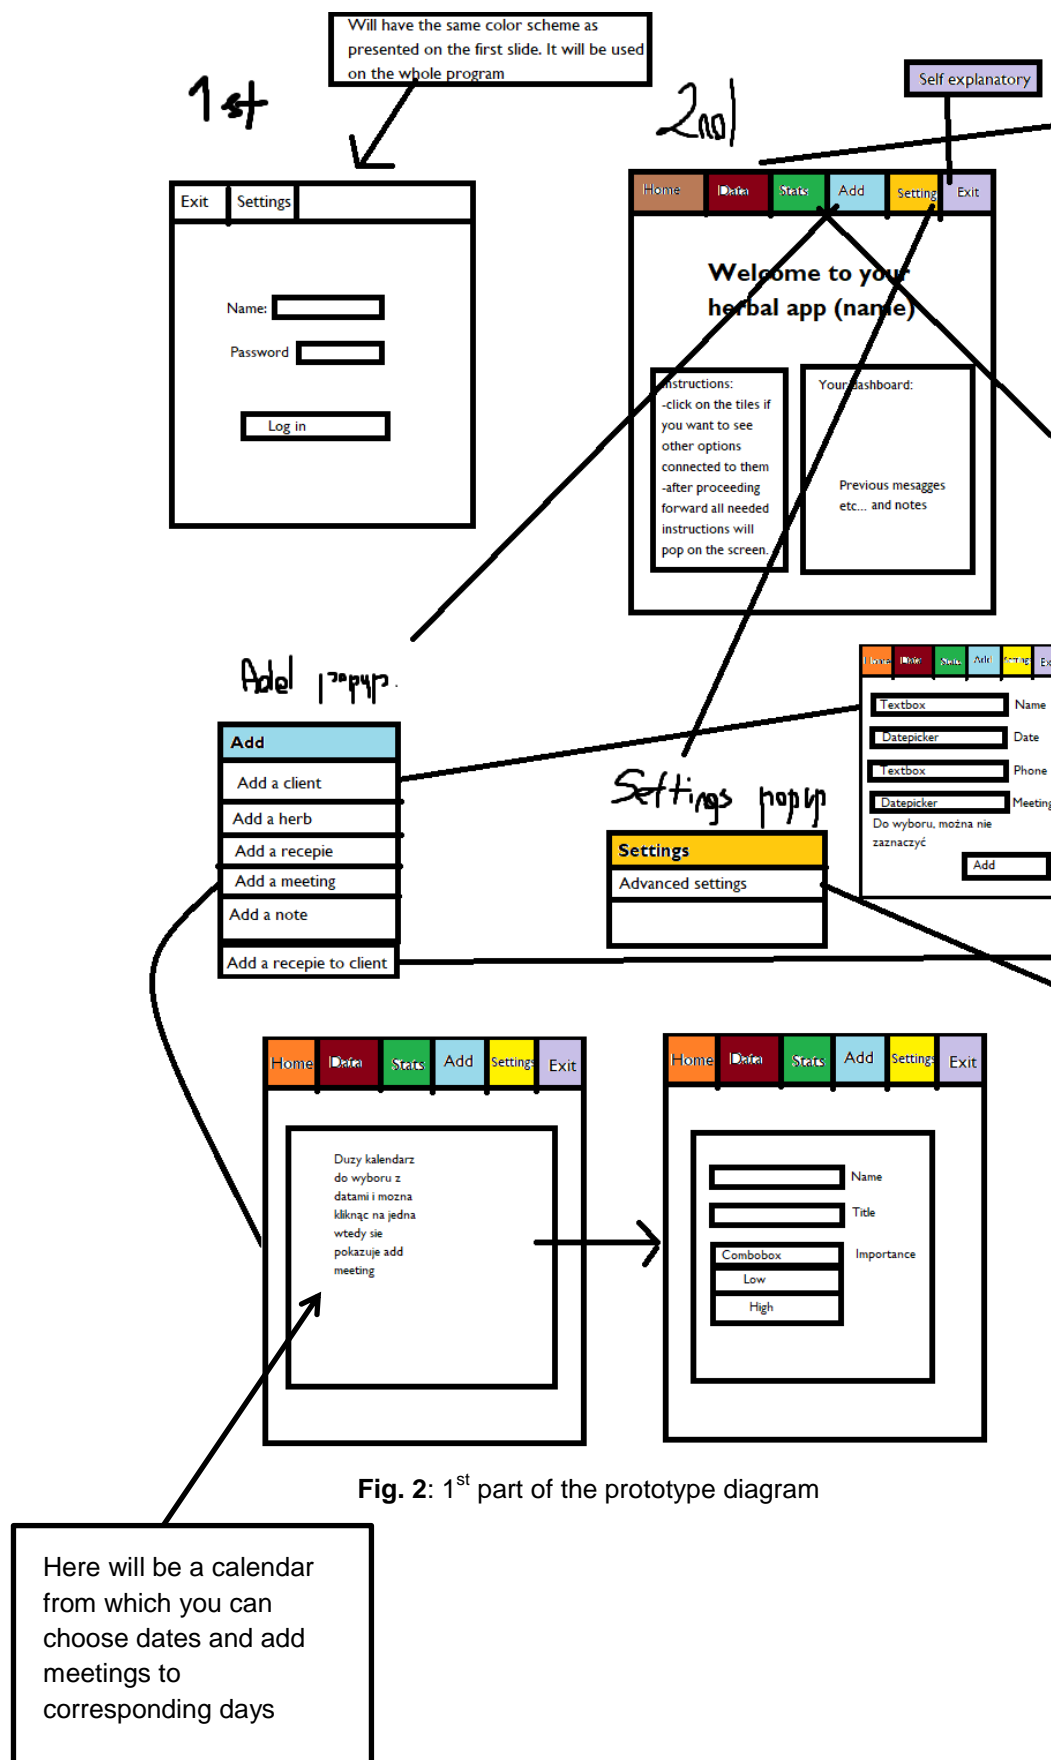 Will have the same color scheme as
presented on the first slide. It will be used
on the whole program
1st
2nd
Self explanatory
Exit Settings
Name:
Password
Log in
Home Data Stats Add Setting Exit
Welcome to your
herbal app (name)
Instructions:
-click on the tiles if
you want to see
other options
connected to them
-after proceeding
forward all needed
instructions will
pop on the screen.
Your dashboard:
Previous mesagges
etc... and notes
Add popup.
Add
Add a client
Add a herb
Add a recepie
Add a meeting
Add a note
Add a recepie to client
Settings popup
Settings
Advanced settings
Home Data Stats Add Settings Ex
Textbox Name
Datepicker Date
Textbox Phone
Datepicker Meeting
Do wyboru, można nie
zaznaczyć
Add
Home Data Stats Add Settings Exit
Duzy kalendarz
do wyboru z
datami i mozna
kliknąc na jedna
wtedy sie
pokazuje add
meeting
Home Data Stats Add Settings Exit
Name
Title
Combobox Importance
Low
High
Fig. 2: 1st part of the prototype diagram
Here will be a calendar
from which you can
choose dates and add
meetings to
corresponding days